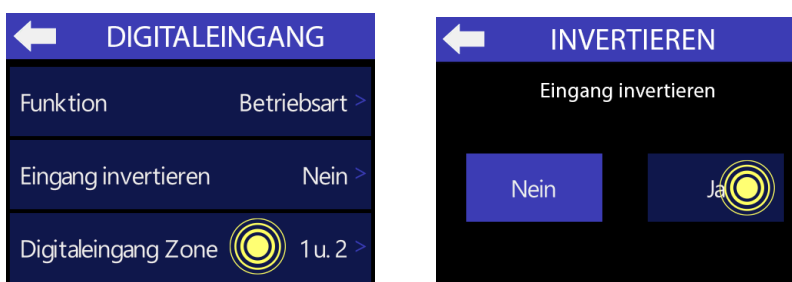 DIGITALEINGANG
Funktion Betriebsart >
Eingang invertieren Nein >
Digitaleingang Zone 1 u. 2 >
INVERTIEREN
Eingang invertieren
Nein Ja